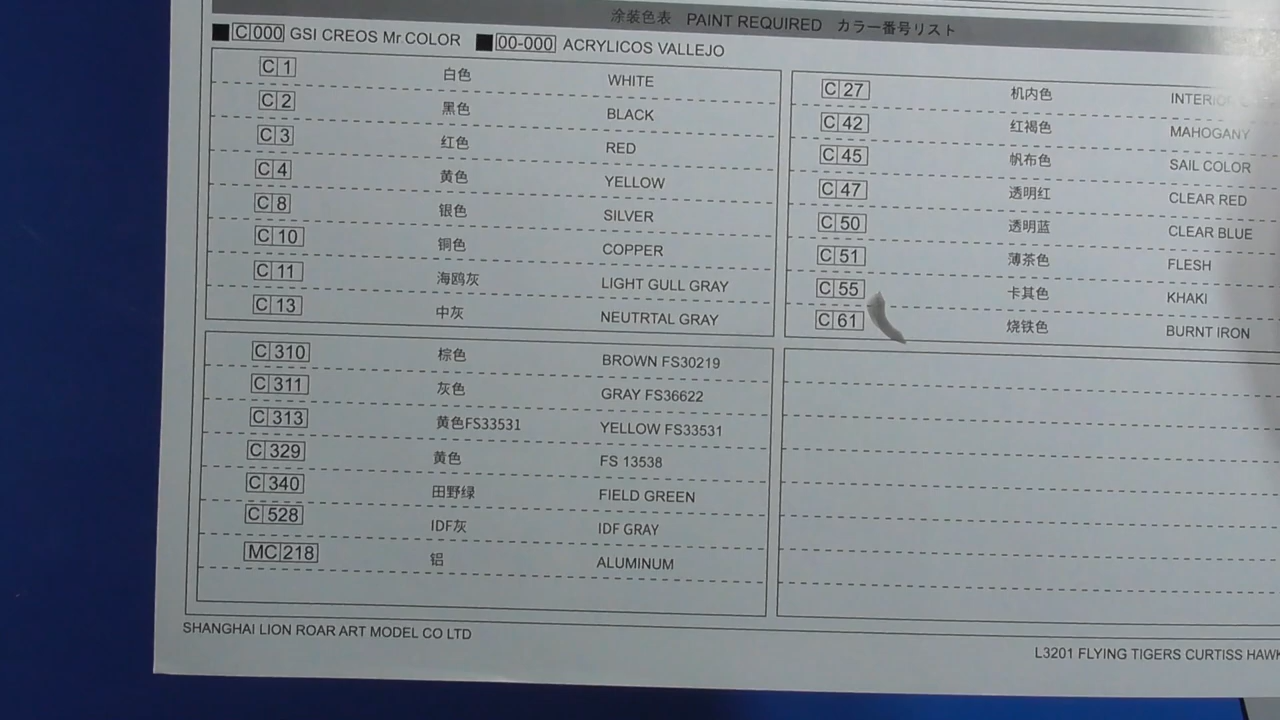 涂装色表 PAINT REQUIRED カラー番号リスト
C 000 GSI CREOS Mr.COLOR 00-000 ACRYLICOS VALLEJO
C 1 白色 WHITE
C 2 黑色 BLACK
C 3 红色 RED
C 4 黄色 YELLOW
C 8 银色 SILVER
C 10 铜色 COPPER
C 11 海鸥灰 LIGHT GULL GRAY
C 13 中灰 NEUTRTAL GRAY
C 27 机内色 INTERIOR
C 42 红褐色 MAHOGANY
C 45 帆布色 SAIL COLOR
C 47 透明红 CLEAR RED
C 50 透明蓝 CLEAR BLUE
C 51 薄茶色 FLESH
C 55 卡其色 KHAKI
C 61 烧铁色 BURNT IRON
C 310 棕色 BROWN FS30219
C 311 灰色 GRAY FS36622
C 313 黄色FS33531 YELLOW FS33531
C 329 黄色 FS 13538
C 340 田野绿 FIELD GREEN
C 528 IDF灰 IDF GRAY
MC 218 铝 ALUMINUM
SHANGHAI LION ROAR ART MODEL CO LTD
L3201 FLYING TIGERS CURTISS HAWK